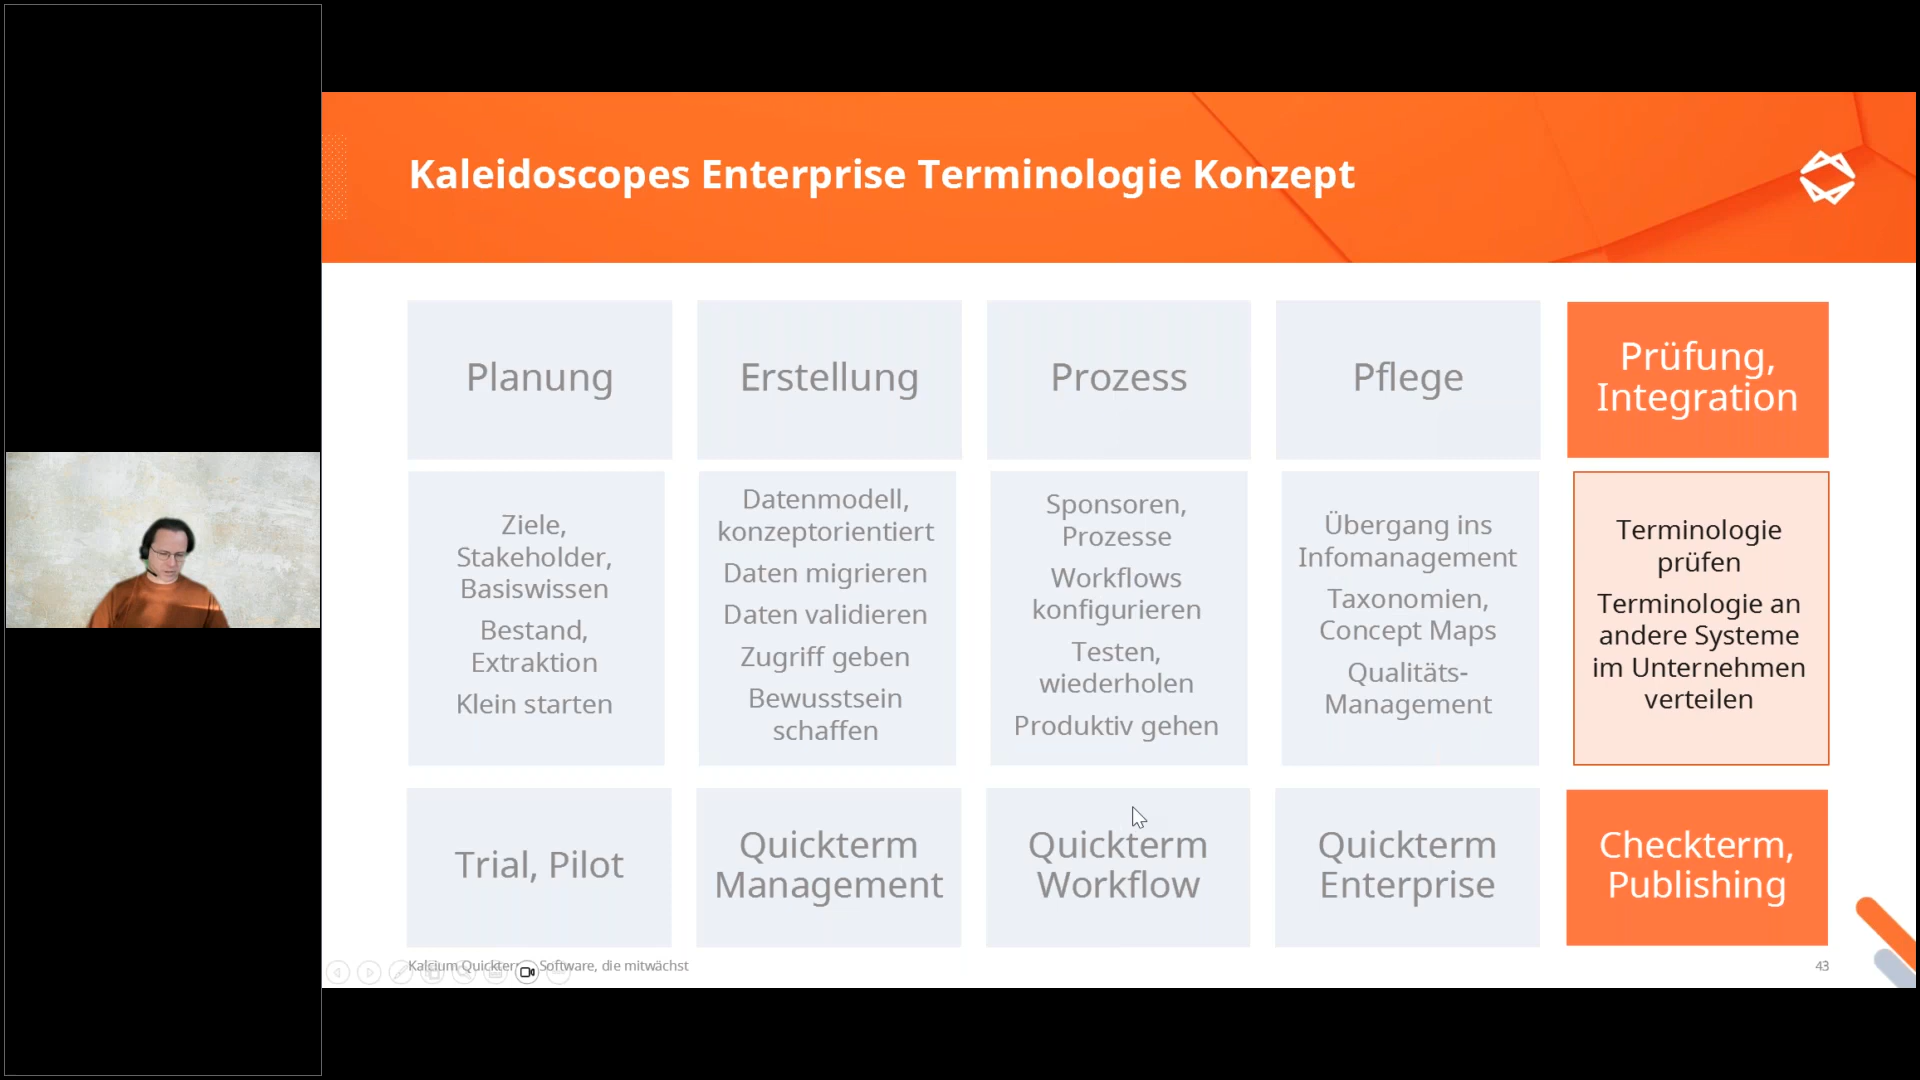 Kaleidoscopes Enterprise Terminologie Konzept
Planung
Erstellung
Prozess
Pflege
Prüfung,
Integration
Ziele,
Stakeholder,
Basiswissen
Bestand,
Extraktion
Klein starten
Datenmodell,
konzeptorientiert
Daten migrieren
Daten validieren
Zugriff geben
Bewusstsein
schaffen
Sponsoren,
Prozesse
Workflows
konfigurieren
Testen,
wiederholen
Produktiv gehen
Übergang ins
Infomanagement
Taxonomien,
Concept Maps
Qualitäts-
Management
Terminologie
prüfen
Terminologie an
andere Systeme
im Unternehmen
verteilen
Trial, Pilot
Quickterm
Management
Quickterm
Workflow
Quickterm
Enterprise
Checkterm,
Publishing
Kalcium Quickterm Software, die mitwächst
43